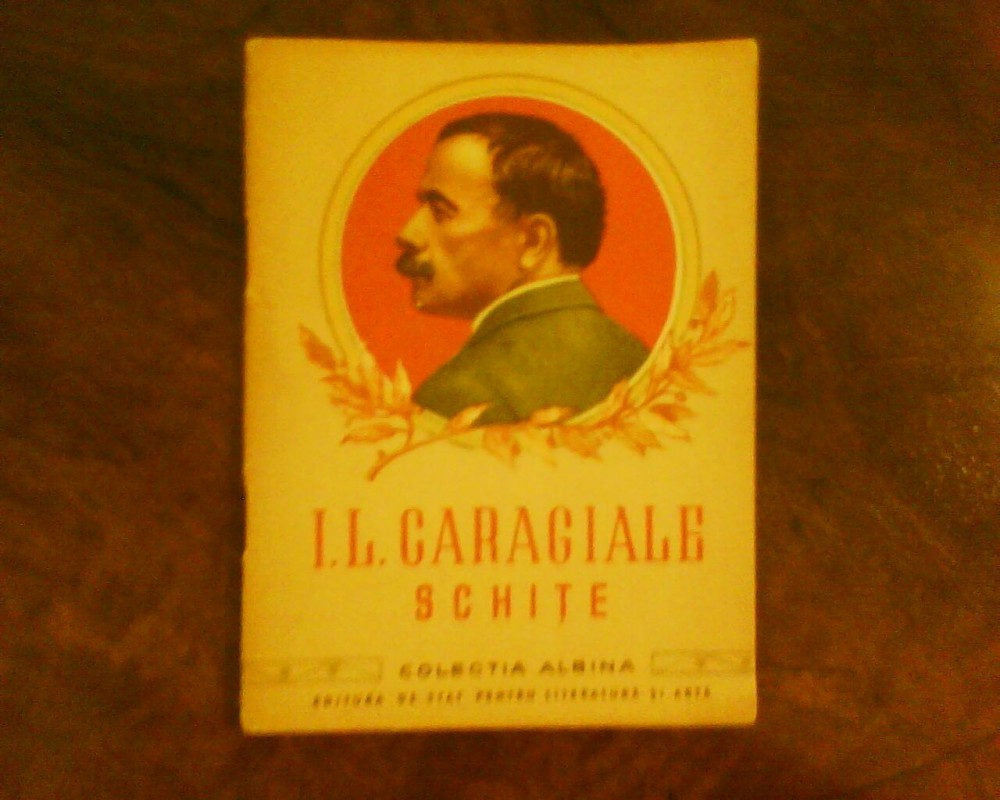 I.L. CARAGIALE
SCHIȚE
COLECȚIA ALBINA
EDITURA DE STAT PENTRU LITERATURĂ ȘI ARTĂ